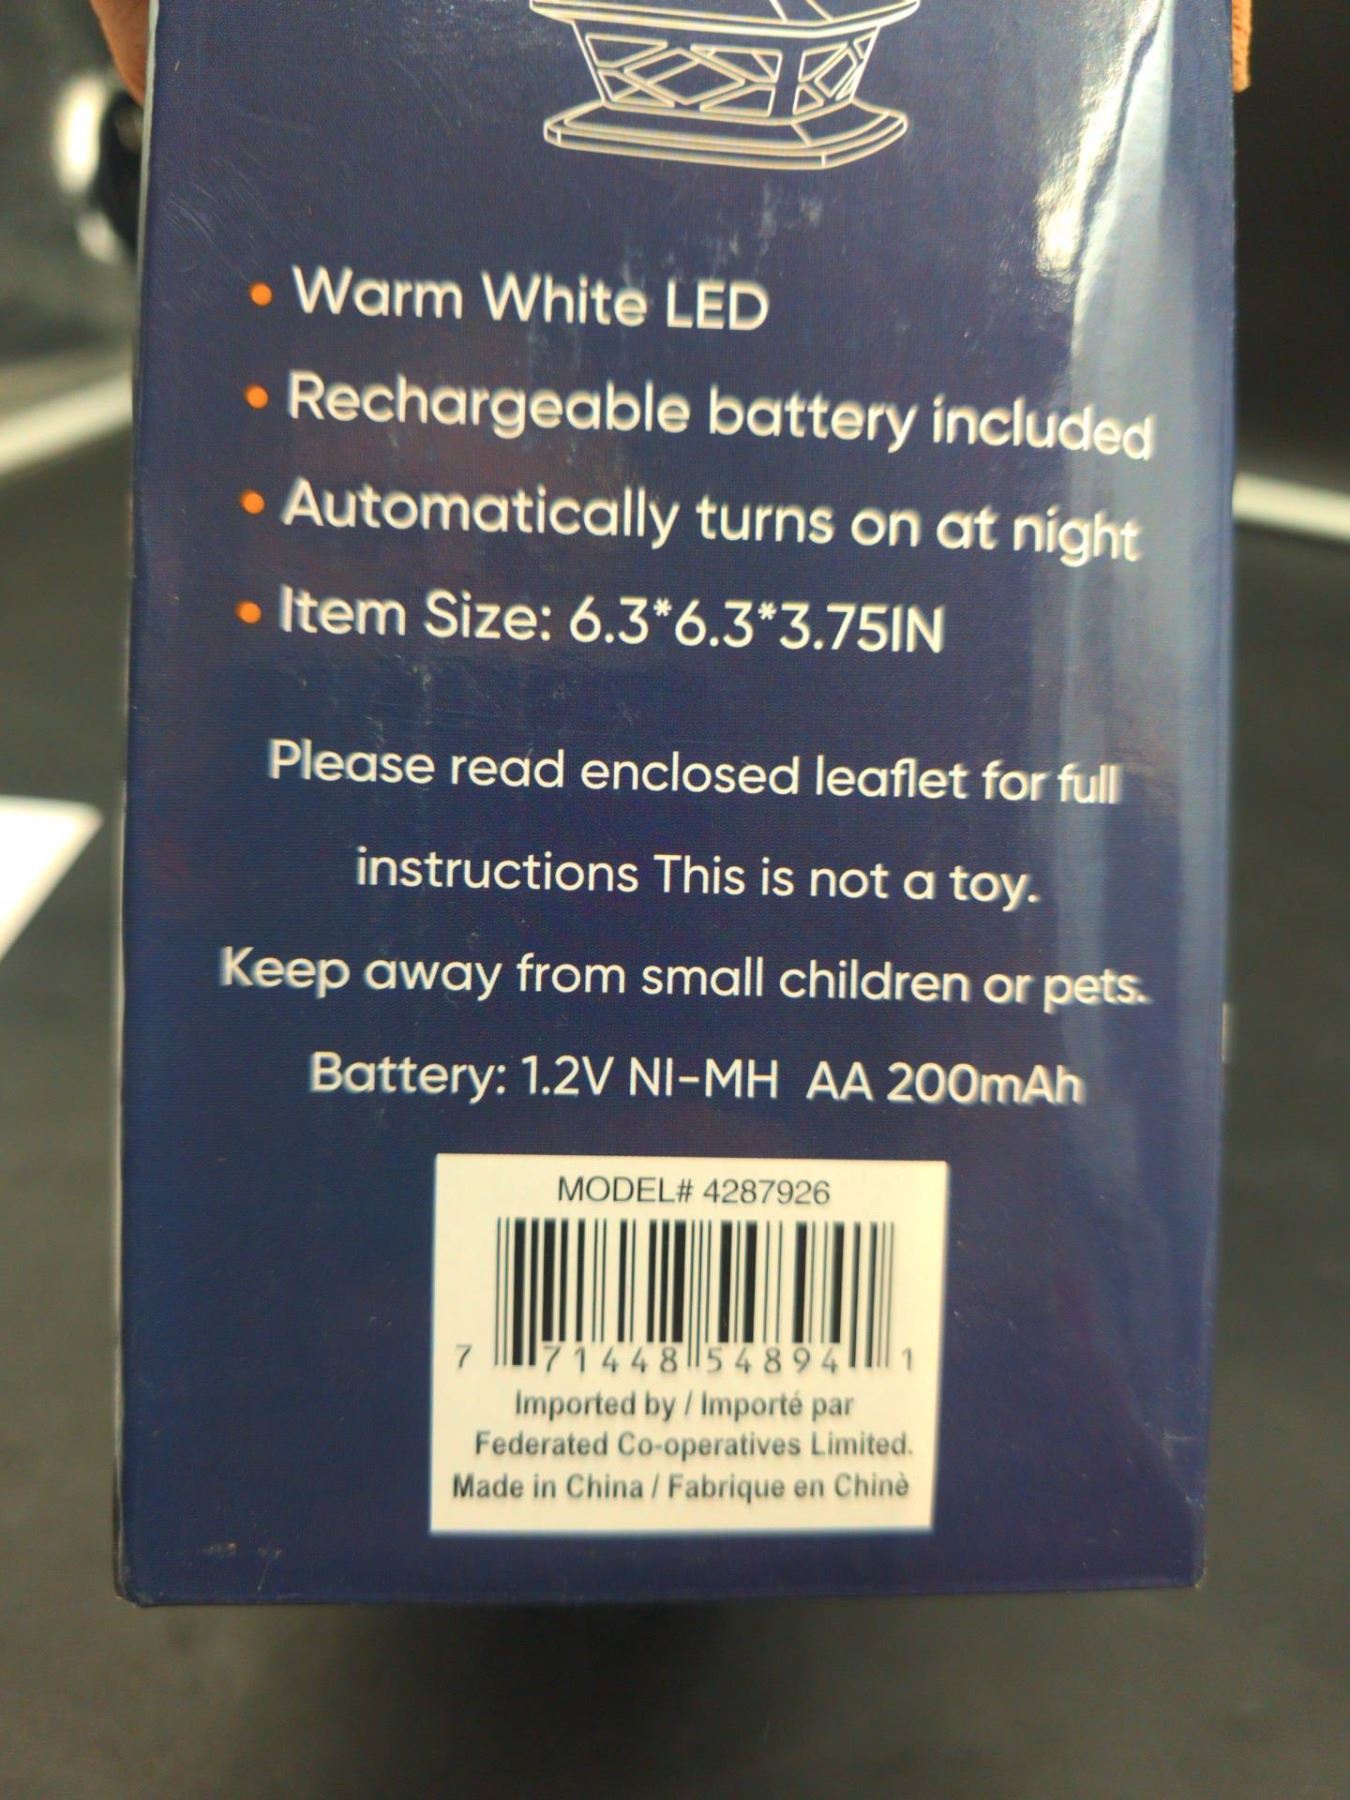 • Warm White LED
• Rechargeable battery included
• Automatically turns on at night
• Item Size: 6.3*6.3*3.75IN
Please read enclosed leaflet for full
instructions This is not a toy.
Keep away from small children or pets.
Battery: 1.2V NI-MH AA 200mAh
MODEL# 4287926
7 71448 54894 1
Imported by / Importé par
Federated Co-operatives Limited.
Made in China / Fabrique en Chinè